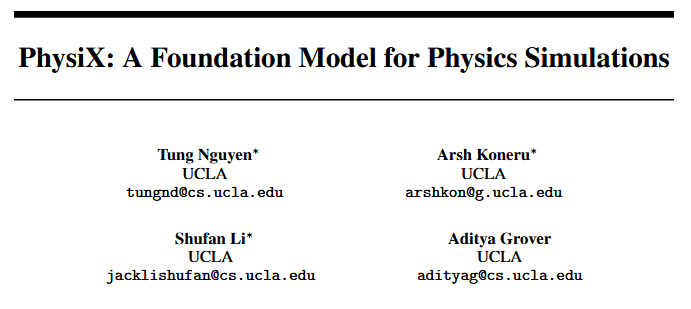 PhysiX: A Foundation Model for Physics Simulations
Tung Nguyen*
UCLA
tungnd@cs.ucla.edu
Arsh Koneru*
UCLA
arshkon@g.ucla.edu
Shufan Li*
UCLA
jacklishufan@cs.ucla.edu
Aditya Grover
UCLA
adityag@cs.ucla.edu